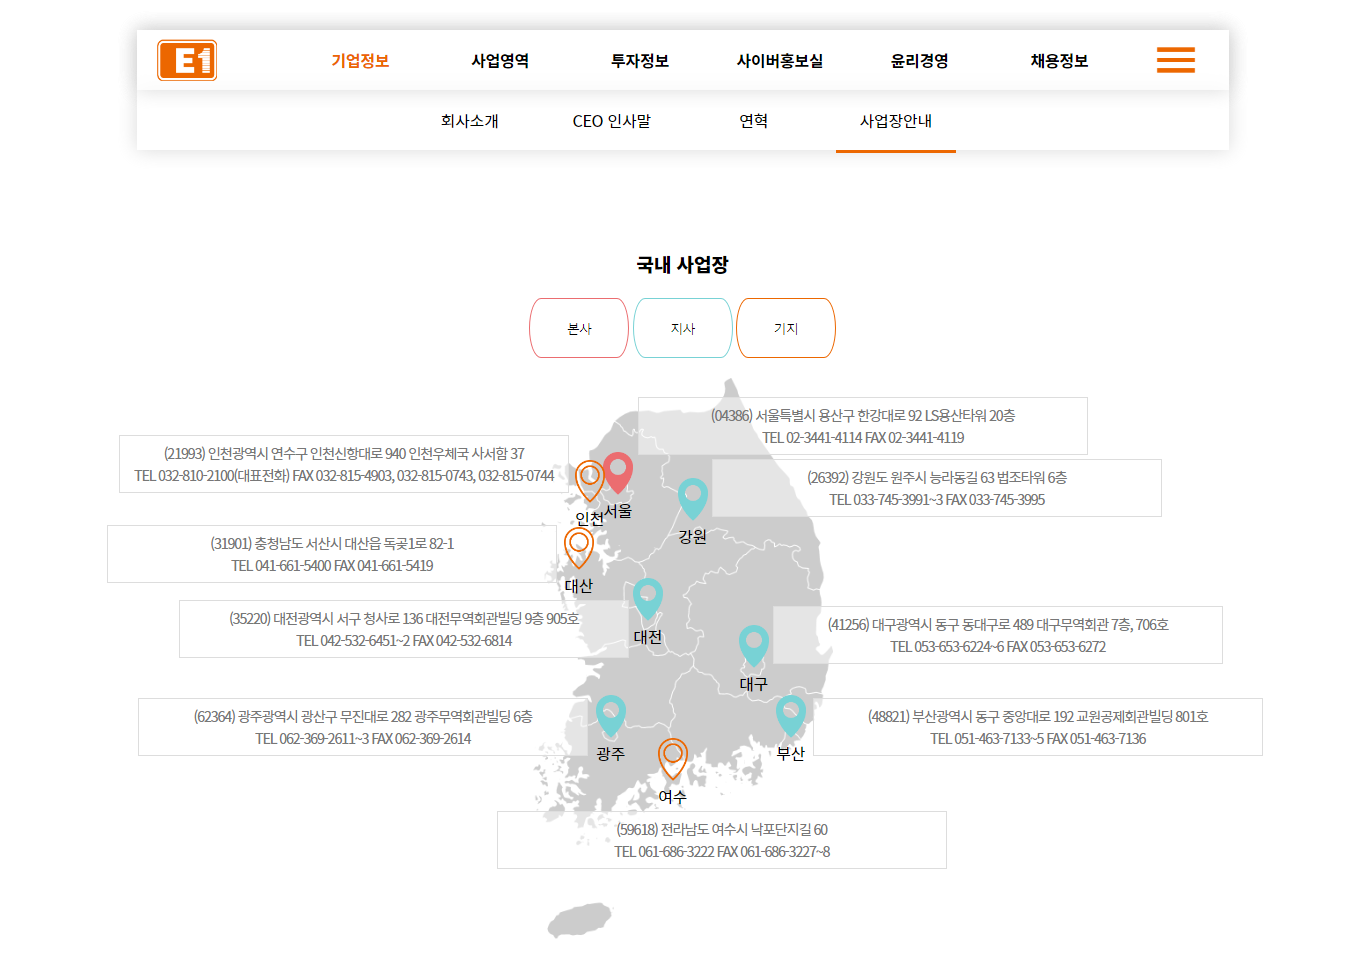 E1
기업정보 사업영역 투자정보 사이버홍보실 윤리경영 채용정보
회사소개 CEO 인사말 연혁 사업장안내
국내 사업장
본사 지사 기지
(04386) 서울특별시 용산구 한강대로 92 LS용산타워 20층
TEL 02-3441-4114 FAX 02-3441-4119
(21993) 인천광역시 연수구 인천신항대로 940 인천우체국 사서함 37
TEL 032-810-2100(대표전화) FAX 032-815-4903, 032-815-0743, 032-815-0744
(26392) 강원도 원주시 능라동길 63 법조타워 6층
TEL 033-745-3991~3 FAX 033-745-3995
서울
인천
강원
(31901) 충청남도 서산시 대산읍 독곶1로 82-1
TEL 041-661-5400 FAX 041-661-5419
대산
(35220) 대전광역시 서구 청사로 136 대전무역회관빌딩 9층 905호
TEL 042-532-6451~2 FAX 042-532-6814
대전
(41256) 대구광역시 동구 동대구로 489 대구무역회관 7층, 706호
TEL 053-653-6224~6 FAX 053-653-6272
대구
(62364) 광주광역시 광산구 무진대로 282 광주무역회관빌딩 6층
TEL 062-369-2611~3 FAX 062-369-2614
광주
(48821) 부산광역시 동구 중앙대로 192 교원공제회관빌딩 801호
TEL 051-463-7133~5 FAX 051-463-7136
부산
여수
(59618) 전라남도 여수시 낙포단지길 60
TEL 061-686-3222 FAX 061-686-3227~8